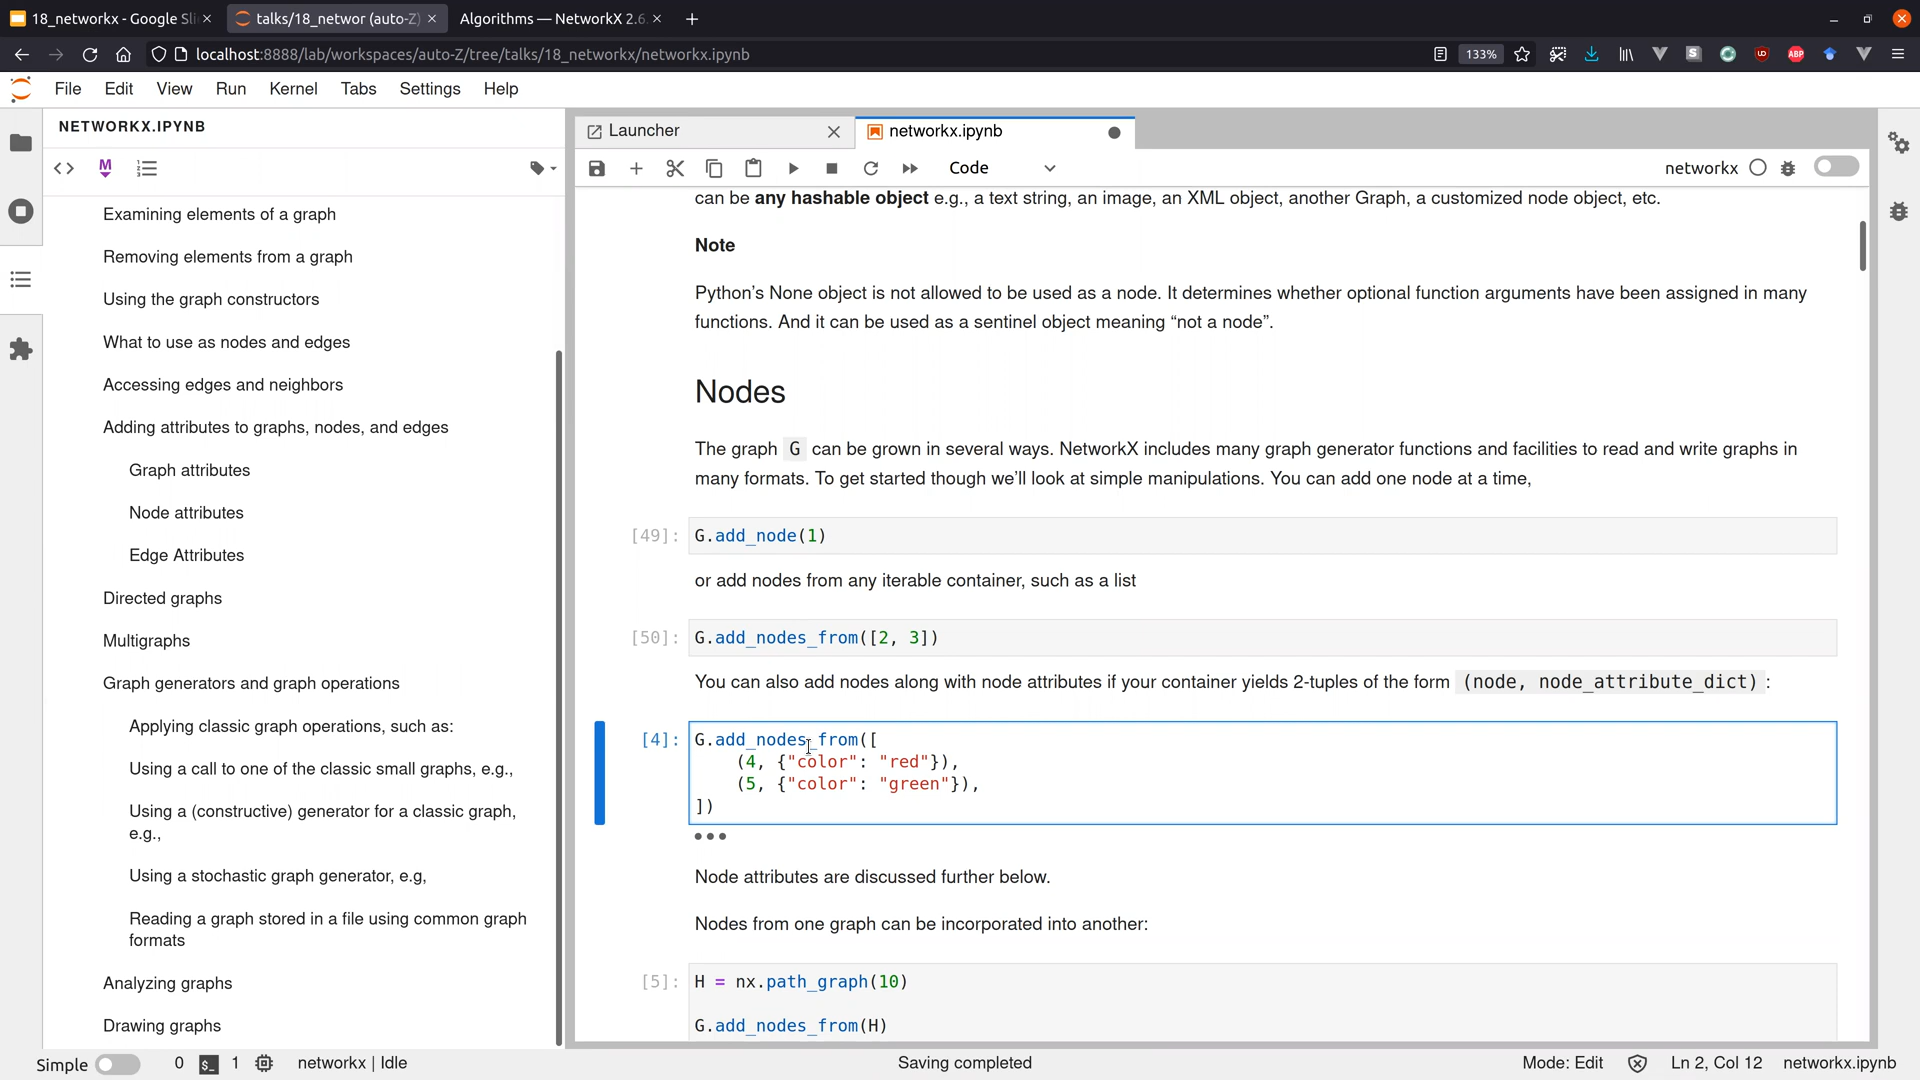 18_networkx - Google Sli
talks/18_networ (auto-Z)
Algorithms — NetworkX 2.6.
localhost:8888/lab/workspaces/auto-Z/tree/talks/18_networkx/networkx.ipynb
133%
ABP
File Edit View Run Kernel Tabs Settings Help
NETWORKX.IPYNB
M
Examining elements of a graph
Removing elements from a graph
Using the graph constructors
What to use as nodes and edges
Accessing edges and neighbors
Adding attributes to graphs, nodes, and edges
Graph attributes
Node attributes
Edge Attributes
Directed graphs
Multigraphs
Graph generators and graph operations
Applying classic graph operations, such as:
Using a call to one of the classic small graphs, e.g.,
Using a (constructive) generator for a classic graph,
e.g.,
Using a stochastic graph generator, e.g,
Reading a graph stored in a file using common graph
formats
Analyzing graphs
Drawing graphs
Launcher
networkx.ipynb
Code
networkx
can be any hashable object e.g., a text string, an image, an XML object, another Graph, a customized node object, etc.
Note
Python’s None object is not allowed to be used as a node. It determines whether optional function arguments have been assigned in many
functions. And it can be used as a sentinel object meaning “not a node”.
Nodes
The graph G can be grown in several ways. NetworkX includes many graph generator functions and facilities to read and write graphs in
many formats. To get started though we’ll look at simple manipulations. You can add one node at a time,
[49]: G.add_node(1)
or add nodes from any iterable container, such as a list
[50]: G.add_nodes_from([2, 3])
You can also add nodes along with node attributes if your container yields 2-tuples of the form (node, node_attribute_dict) :
[4]: G.add_nodes_from([
(4, {"color": "red"}),
(5, {"color": "green"}),
])
Node attributes are discussed further below.
Nodes from one graph can be incorporated into another:
[5]: H = nx.path_graph(10)
G.add_nodes_from(H)
Simple 0 $_ 1 networkx | Idle
Saving completed
Mode: Edit Ln 2, Col 12 networkx.ipynb